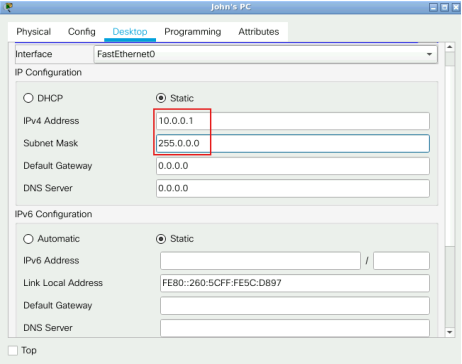 John's PC
Physical Config Desktop Programming Attributes
Interface FastEthernet0
IP Configuration
DHCP Static
IPv4 Address 10.0.0.1
Subnet Mask 255.0.0.0
Default Gateway 0.0.0.0
DNS Server 0.0.0.0
IPv6 Configuration
Automatic Static
IPv6 Address /
Link Local Address FE80::260:5CFF:FE5C:D897
Default Gateway
DNS Server
Top